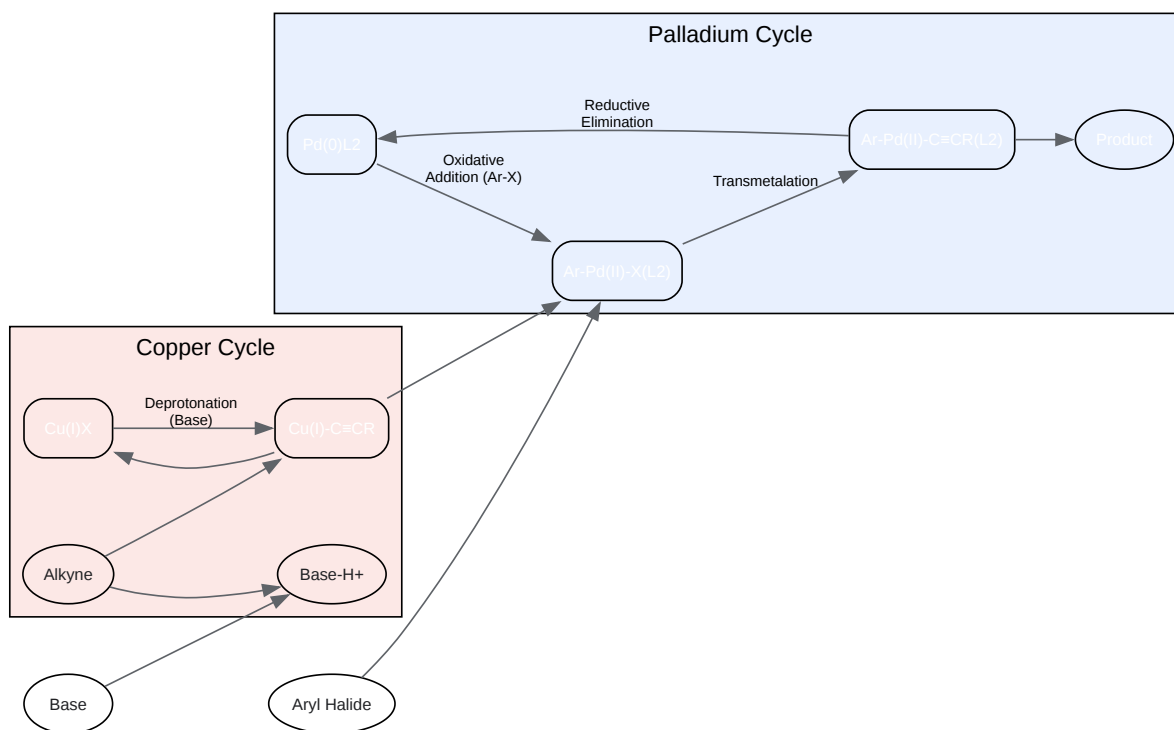 Palladium Cycle
Reductive
Elimination
Pd(0)L2
Ar-Pd(II)-C≡CR(L2)
Product
Oxidative
Addition (Ar-X)
Transmetalation
Ar-Pd(II)-X(L2)
Copper Cycle
Deprotonation
(Base)
Cu(I)X
Cu(I)-C≡CR
Alkyne
Base-H+
Base
Aryl Halide